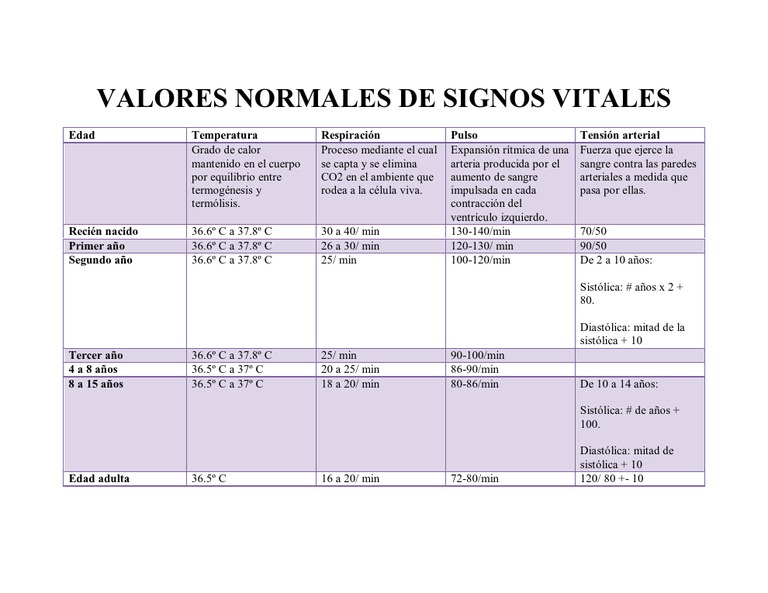 VALORES NORMALES DE SIGNOS VITALES
Edad Temperatura Respiración Pulso Tensión arterial
Grado de calor
mantenido en el cuerpo
por equilibrio entre
termogénesis y
termólisis.
Proceso mediante el cual
se capta y se elimina
CO2 en el ambiente que
rodea a la célula viva.
Expansión rítmica de una
arteria producida por el
aumento de sangre
impulsada en cada
contracción del
ventrículo izquierdo.
Fuerza que ejerce la
sangre contra las paredes
arteriales a medida que
pasa por ellas.
Recién nacido 36.6º C a 37.8º C 30 a 40/ min 130-140/min 70/50
Primer año 36.6º C a 37.8º C 26 a 30/ min 120-130/ min 90/50
Segundo año 36.6º C a 37.8º C 25/ min 100-120/min De 2 a 10 años:
Sistólica: # años x 2 +
80.
Diastólica: mitad de la
sistólica + 10
Tercer año 36.6º C a 37.8º C 25/ min 90-100/min
4 a 8 años 36.5º C a 37º C 20 a 25/ min 86-90/min
8 a 15 años 36.5º C a 37º C 18 a 20/ min 80-86/min De 10 a 14 años:
Sistólica: # de años +
100.
Diastólica: mitad de
sistólica + 10
Edad adulta 36.5º C 16 a 20/ min 72-80/min 120/ 80 +- 10